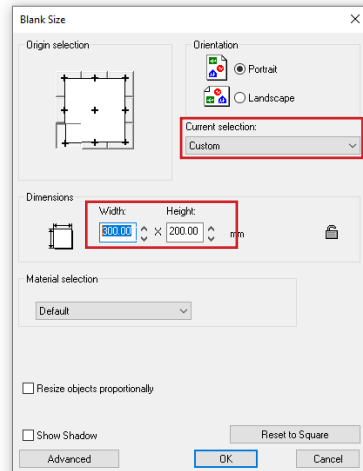 Blank Size
Origin selection
Orientation
Portrait
Landscape
Current selection:
Custom
Dimensions
Width: Height:
300.00 X 200.00 mm
Material selection
Default
Resize objects proportionally
Show Shadow
Reset to Square
Advanced OK Cancel